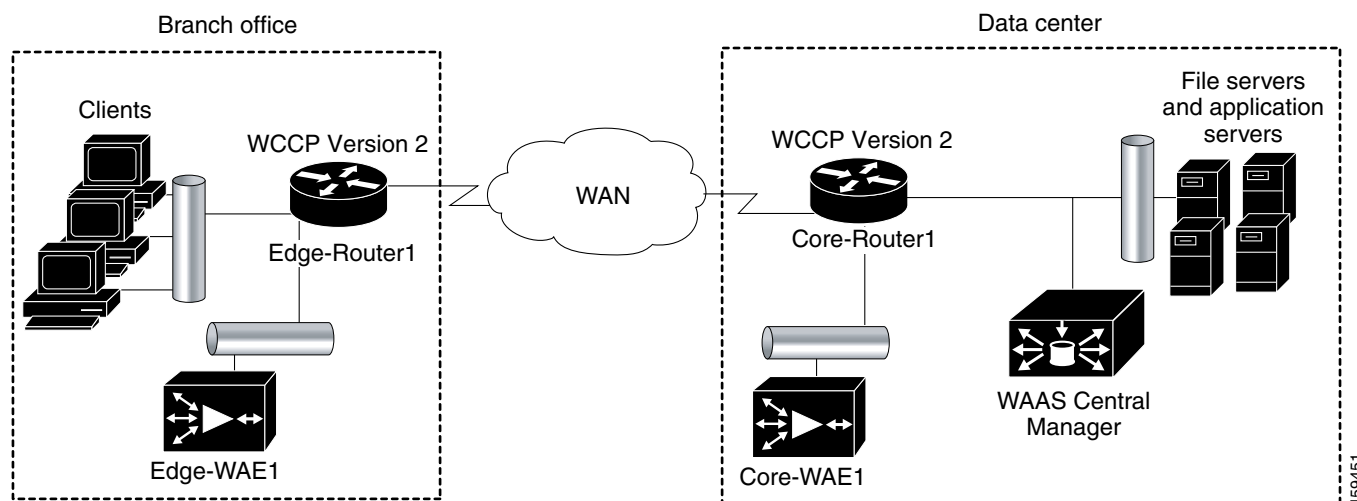 Branch office
Data center
Clients
WCCP Version 2
Edge-Router1
Edge-WAE1
WAN
WCCP Version 2
Core-Router1
Core-WAE1
File servers
and application
servers
WAAS Central
Manager